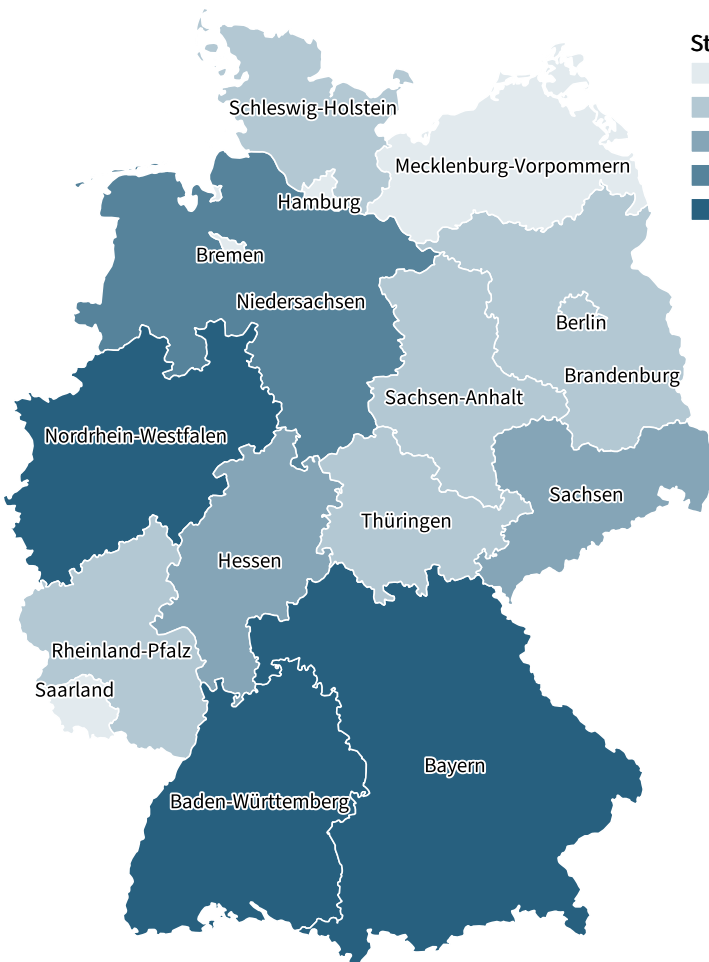 St
Schleswig-Holstein
Mecklenburg-Vorpommern
Hamburg
Bremen
Niedersachsen
Berlin
Brandenburg
Sachsen-Anhalt
Nordrhein-Westfalen
Sachsen
Thüringen
Hessen
Rheinland-Pfalz
Saarland
Bayern
Baden-Württemberg